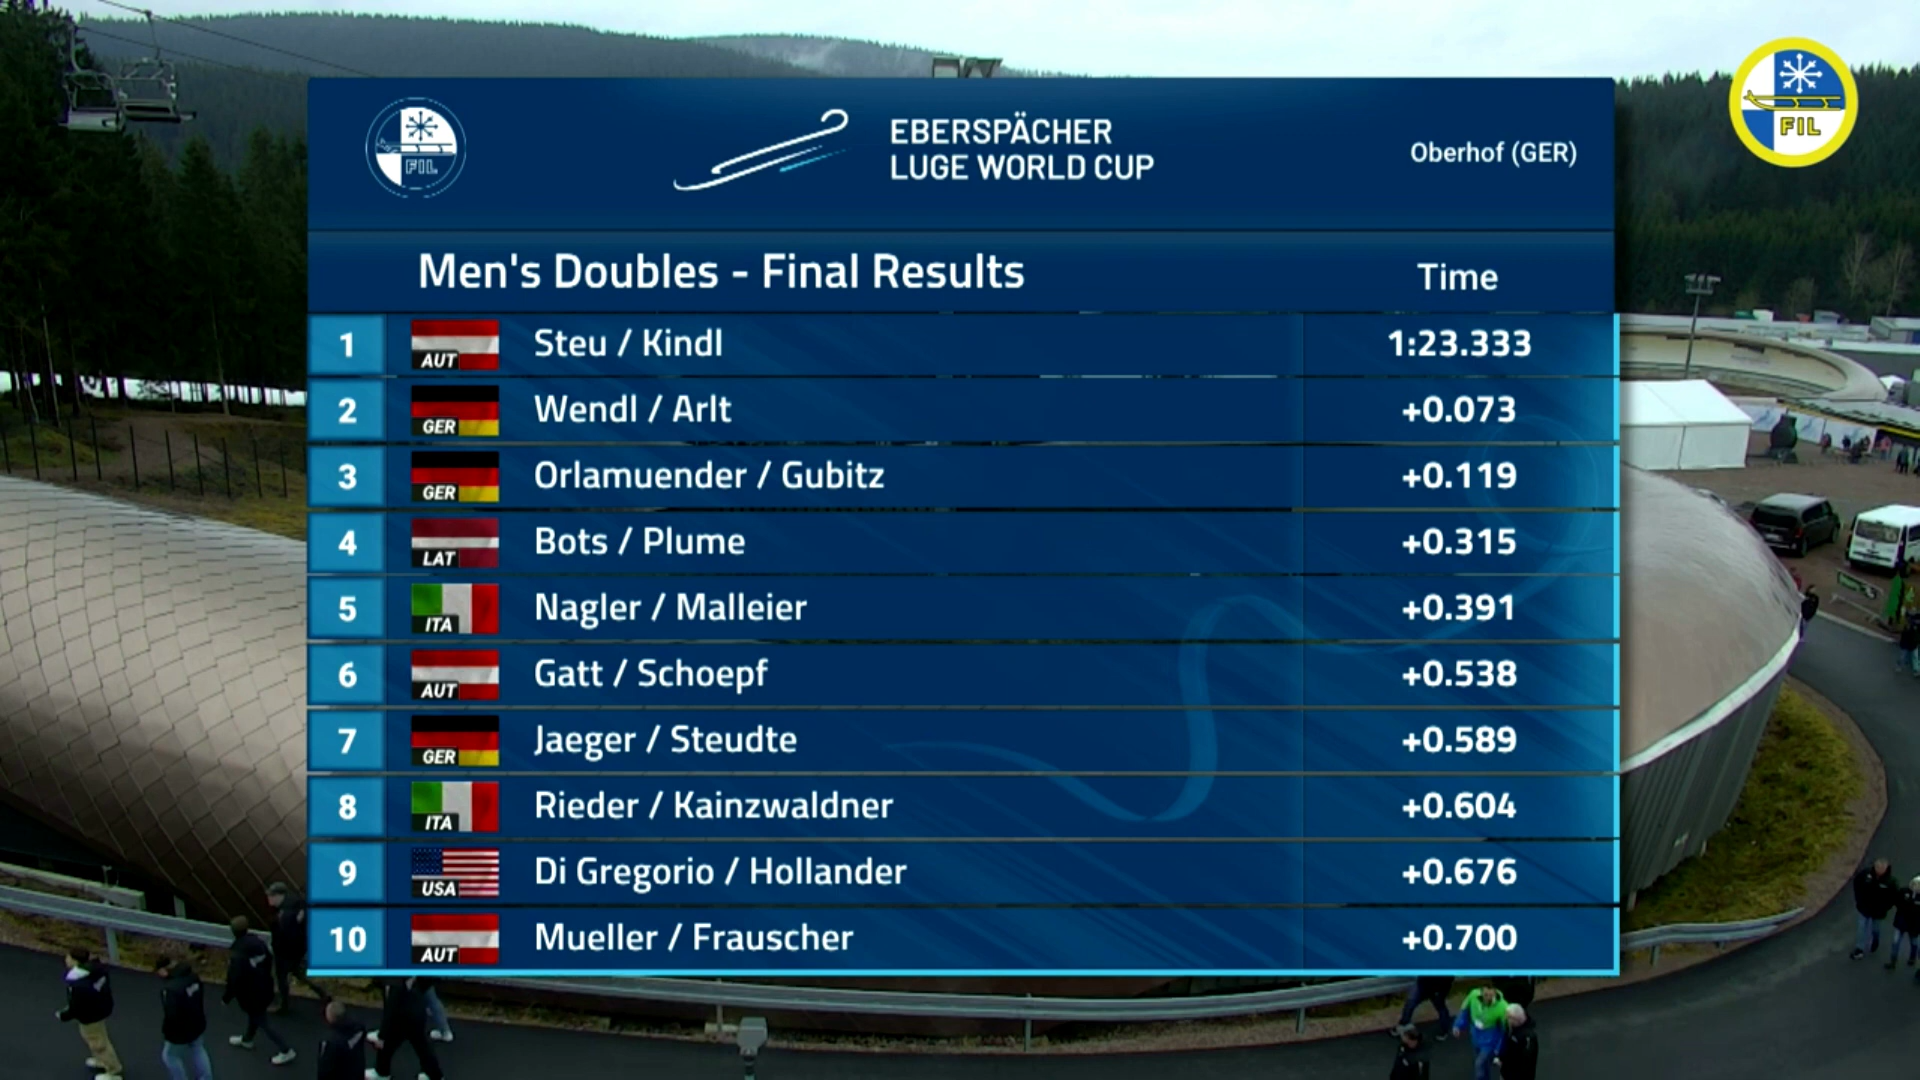 FIL
EBERSPÄCHER
LUGE WORLD CUP
Oberhof (GER)
FIL
Men's Doubles - Final Results Time
1 AUT Steu / Kindl 1:23.333
2 GER Wendl / Arlt +0.073
3 GER Orlamuender / Gubitz +0.119
4 LAT Bots / Plume +0.315
5 ITA Nagler / Malleier +0.391
6 AUT Gatt / Schoepf +0.538
7 GER Jaeger / Steudte +0.589
8 ITA Rieder / Kainzwaldner +0.604
9 USA Di Gregorio / Hollander +0.676
10 AUT Mueller / Frauscher +0.700